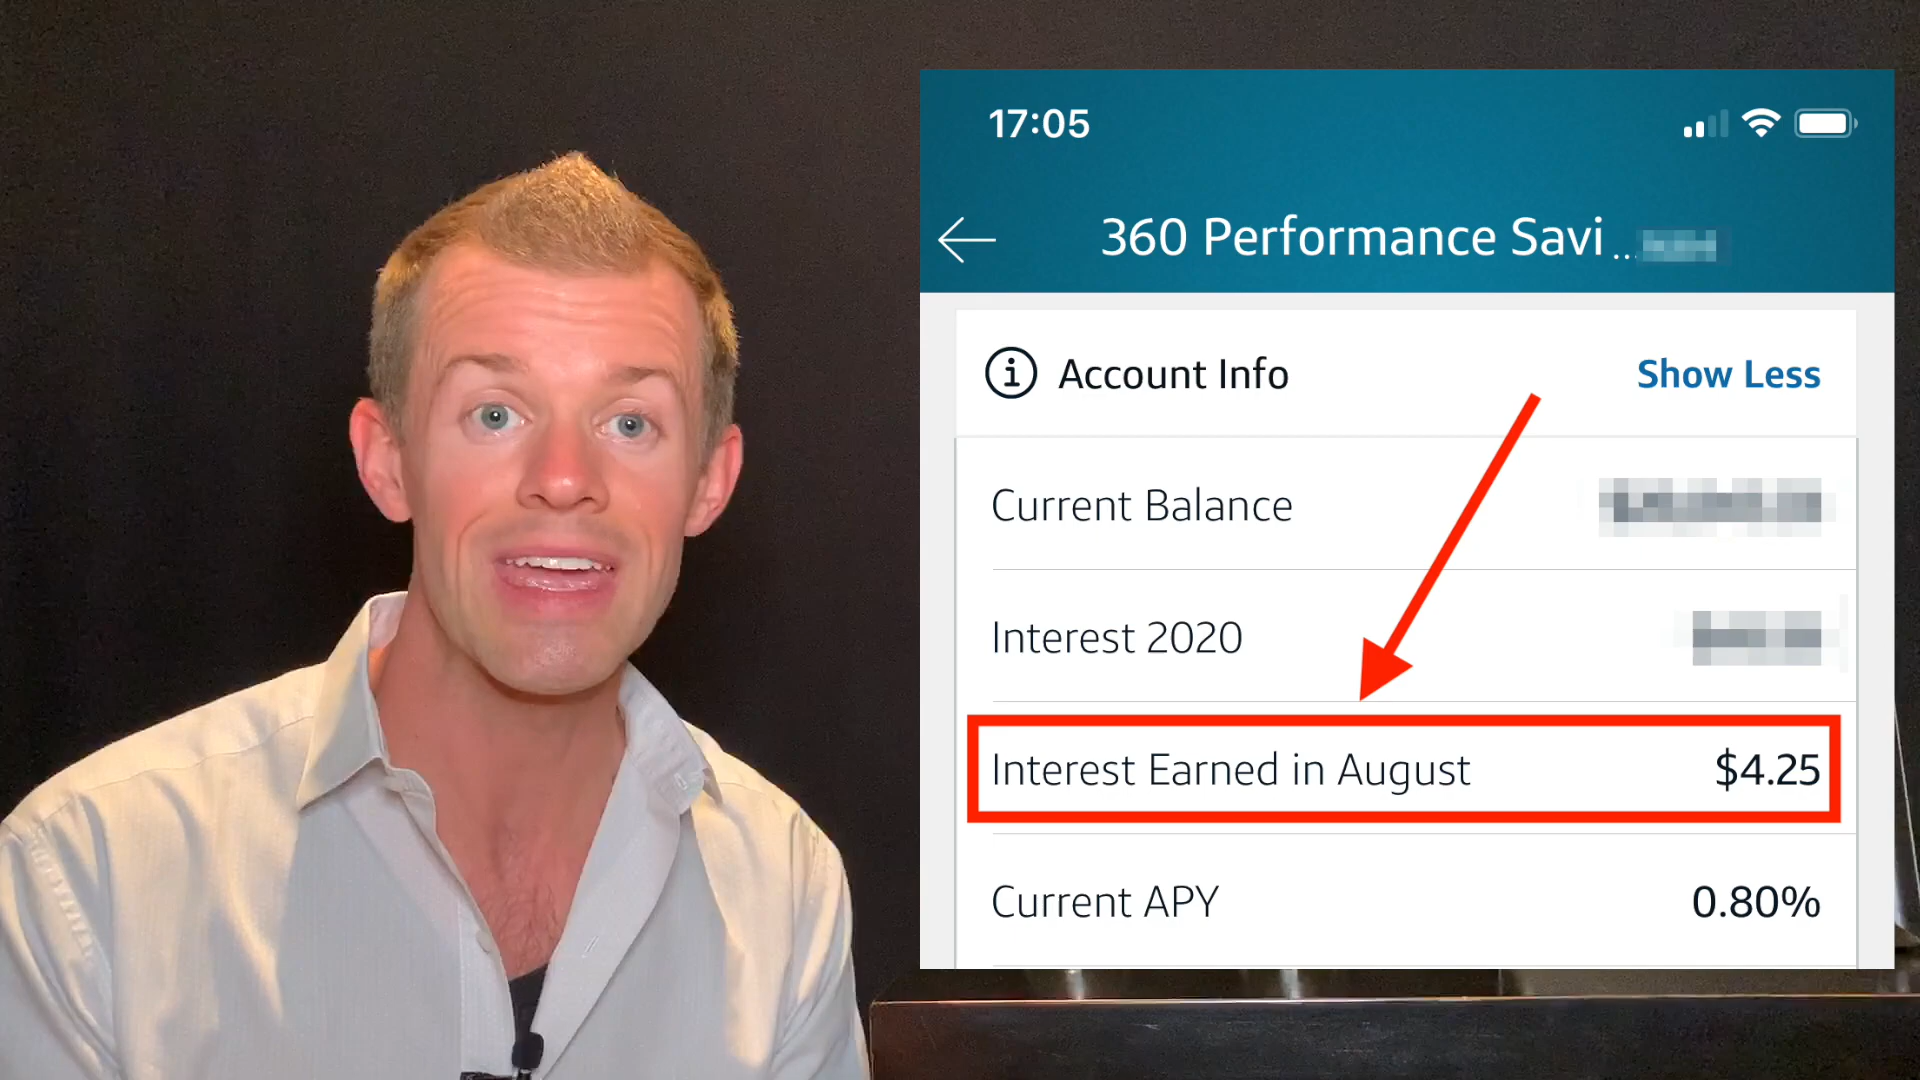 17:05
360 Performance Savi...
Account Info Show Less
Current Balance
Interest 2020
Interest Earned in August $4.25
Current APY 0.80%